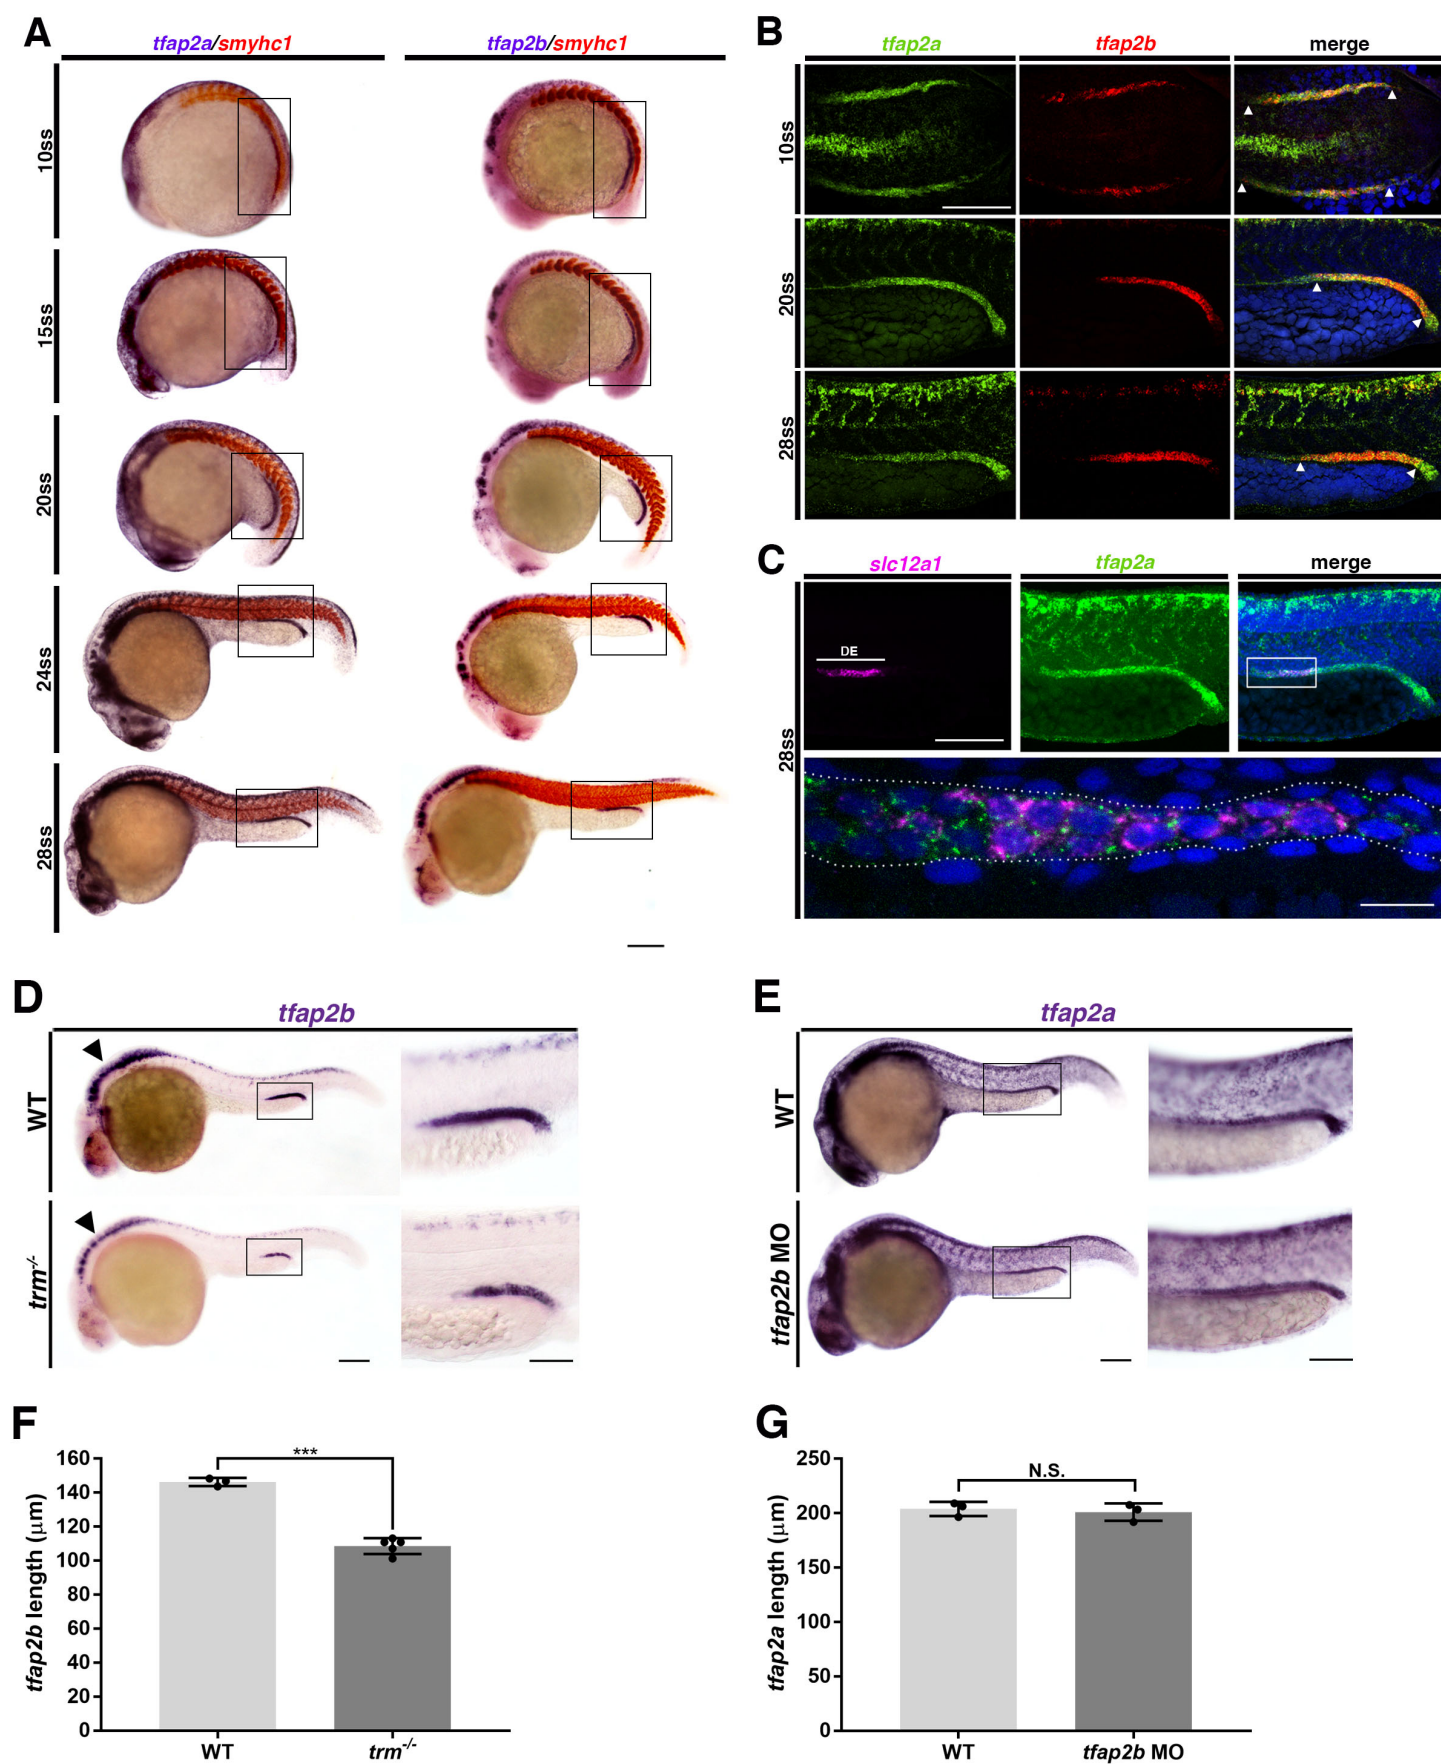 A
tfap2a/smyhc1
tfap2b/smyhc1
10ss
15ss
20ss
24ss
28ss
B
tfap2a
tfap2b
merge
10ss
20ss
28ss
C
slc12a1
tfap2a
merge
28ss
DE
D
tfap2b
WT
trm-/-
E
tfap2a
WT
tfap2b MO
F
tfap2b length (μm)
160
140
120
100
80
60
40
20
0
***
WT
trm-/-
G
tfap2a length (μm)
250
200
150
100
50
0
N.S.
WT
tfap2b MO